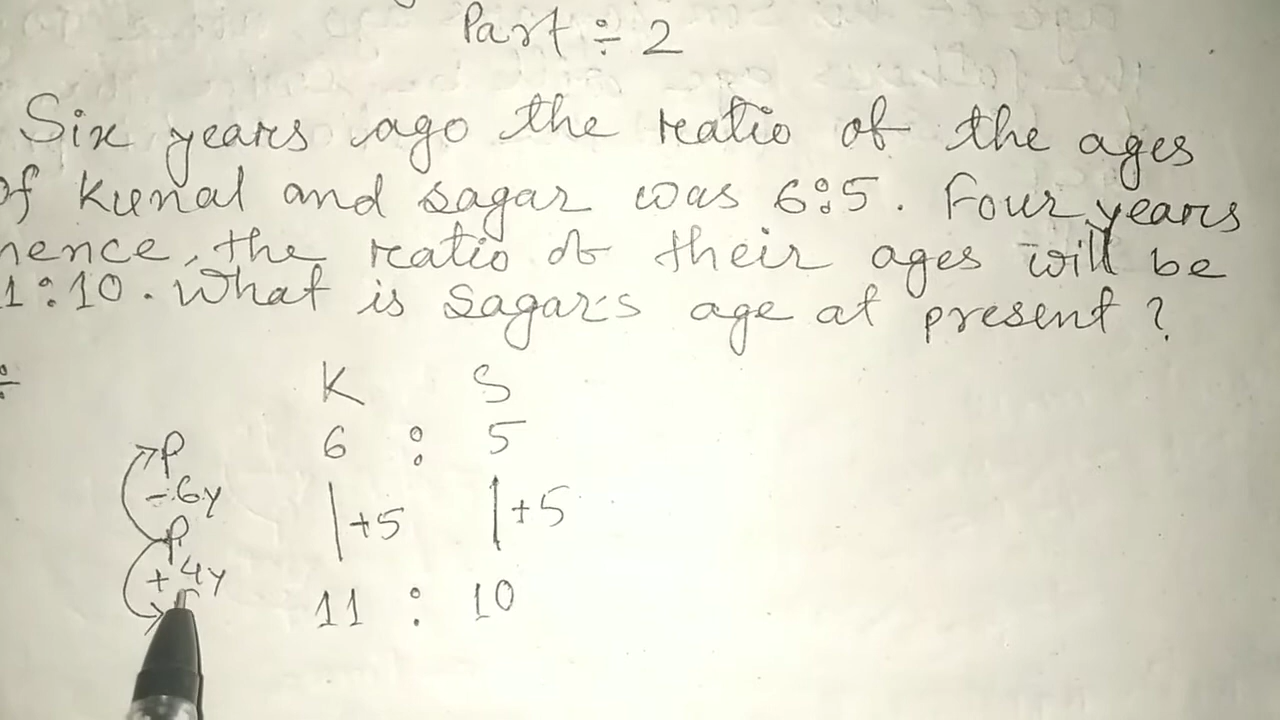 Part ÷ 2
Six years ago the ratio of the ages
of Kunal and sagar was 6:5. Four years
hence, the ratio of their ages will be
1:10. What is Sagar's age at present?
÷
K S
P 6 : 5
-6y
P |+5 |+5
+4y
11 : 10